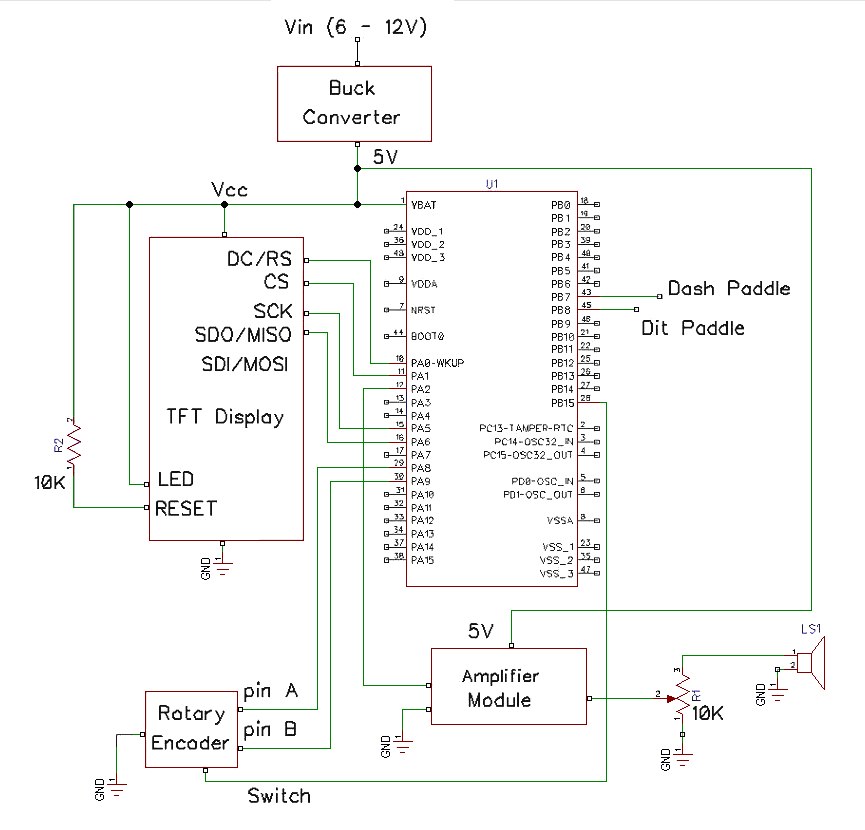 Vin (6 - 12V)
Buck
Converter
5V
Vcc
U1
1 VBAT
24 VDD_1
36 VDD_2
48 VDD_3
9 VDDA
7 NRST
44 BOOT0
10 PA0-WKUP
11 PA1
12 PA2
13 PA3
14 PA4
15 PA5
16 PA6
17 PA7
29 PA8
30 PA9
31 PA10
32 PA11
33 PA12
34 PA13
37 PA14
38 PA15
PB0 18
PB1 19
PB2 20
PB3 39
PB4 40
PB5 41
PB6 42
PB7 43
PB8 45
PB9 46
PB10 21
PB11 22
PB12 25
PB13 26
PB14 27
PB15 28
PC13-TAMPER-RTC 2
PC14-OSC32_IN 3
PC15-OSC32_OUT 4
PD0-OSC_IN 5
PD1-OSC_OUT 6
VSSA 8
VSS_1 23
VSS_2 35
VSS_3 47
Dash Paddle
Dit Paddle
DC/RS
CS
SCK
SDO/MISO
SDI/MOSI
TFT Display
LED
RESET
2
R2
1
10K
GND 1
5V
Amplifier
Module
GND 1
LS1
1
2
GND 1
3
2
R1
10K
1
GND 1
Rotary
Encoder
pin A
pin B
GND 1
Switch